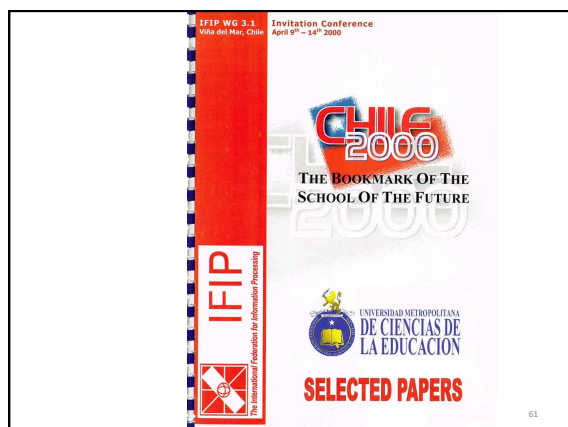 IFIP WG 3.1
Viña del Mar, Chile
Invitation Conference
April 9th – 14th 2000
CHILE
2000
THE BOOKMARK OF THE
SCHOOL OF THE FUTURE
IFIP
The International Federation for Information Processing
UNIVERSIDAD METROPOLITANA
DE CIENCIAS DE
LA EDUCACION
SELECTED PAPERS
61